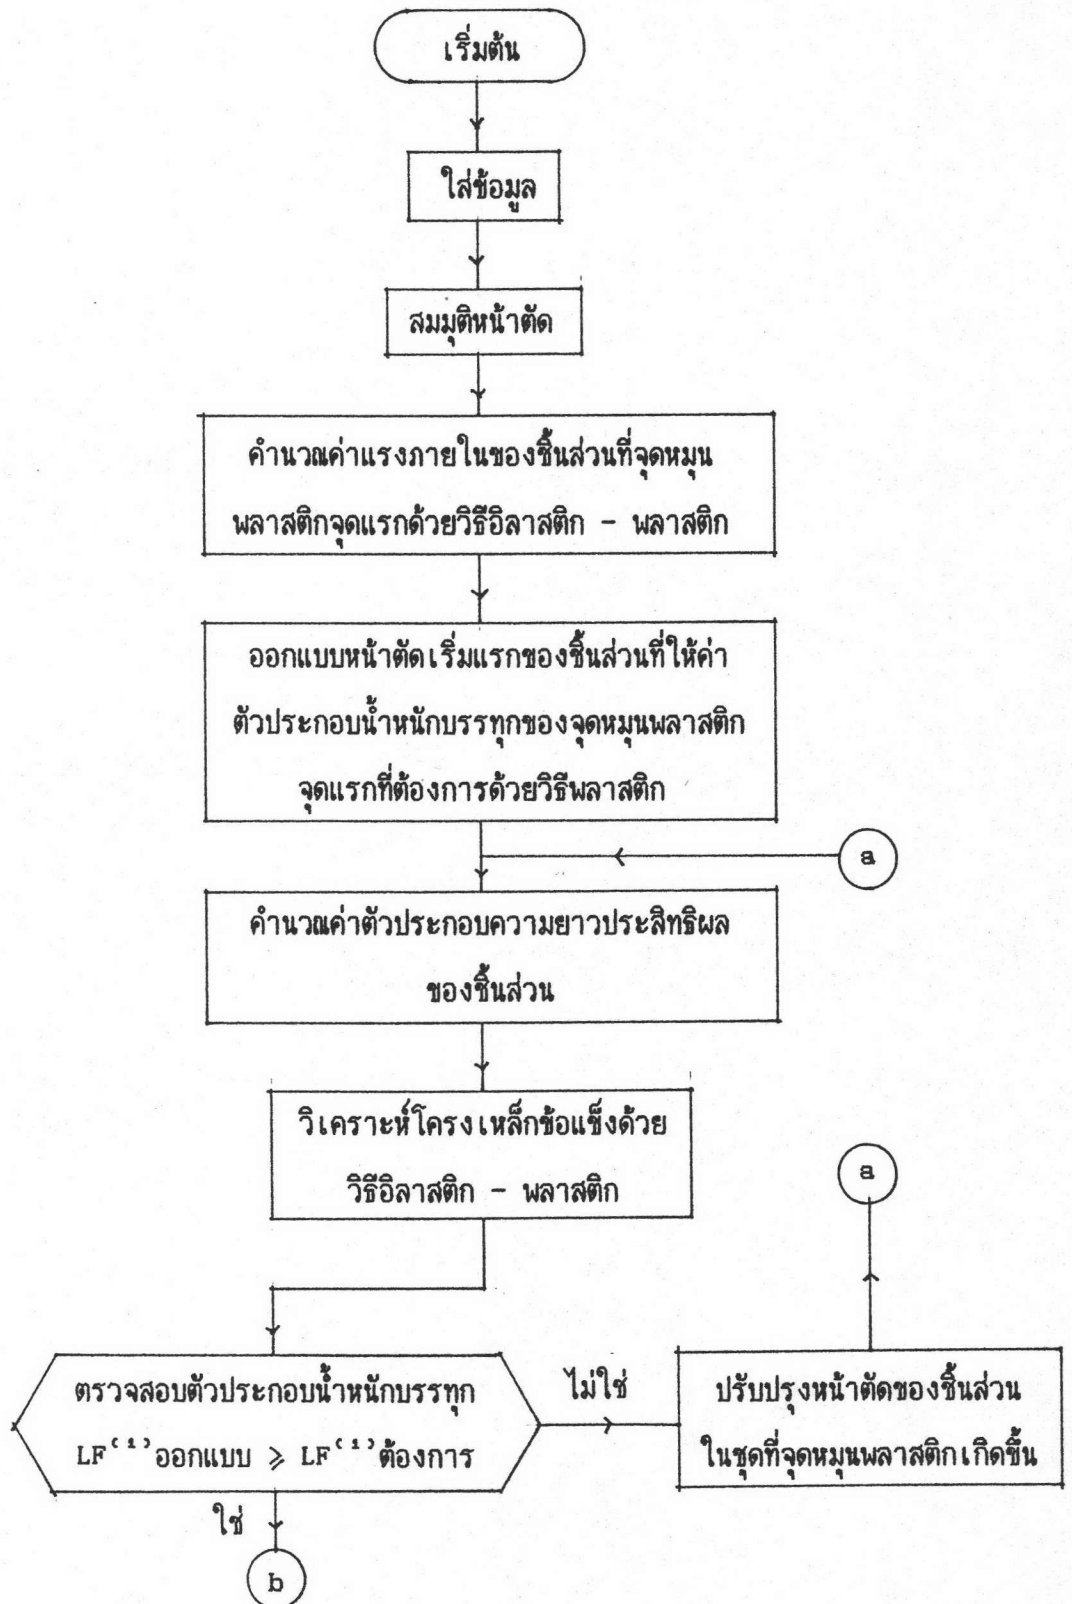 เริ่มต้น
ใส่ข้อมูล
สมมุติหน้าตัด
คำนวณค่าแรงภายในของชิ้นส่วนที่จุดหมุน
พลาสติกจุดแรกด้วยวิธีอิลาสติก - พลาสติก
ออกแบบหน้าตัดเริ่มแรกของชิ้นส่วนที่ให้ค่า
ตัวประกอบน้ำหนักบรรทุกของจุดหมุนพลาสติก
จุดแรกที่ต้องการด้วยวิธีพลาสติก
a
คำนวณค่าตัวประกอบความยาวประสิทธิผล
ของชิ้นส่วน
วิเคราะห์โครงเหล็กข้อแข็งด้วย
วิธีอิลาสติก - พลาสติก
a
ตรวจสอบตัวประกอบน้ำหนักบรรทุก
LF⁽¹⁾ออกแบบ ⩾ LF⁽¹⁾ต้องการ
ไม่ใช่
ปรับปรุงหน้าตัดของชิ้นส่วน
ในชุดที่จุดหมุนพลาสติกเกิดขึ้น
ใช่
b